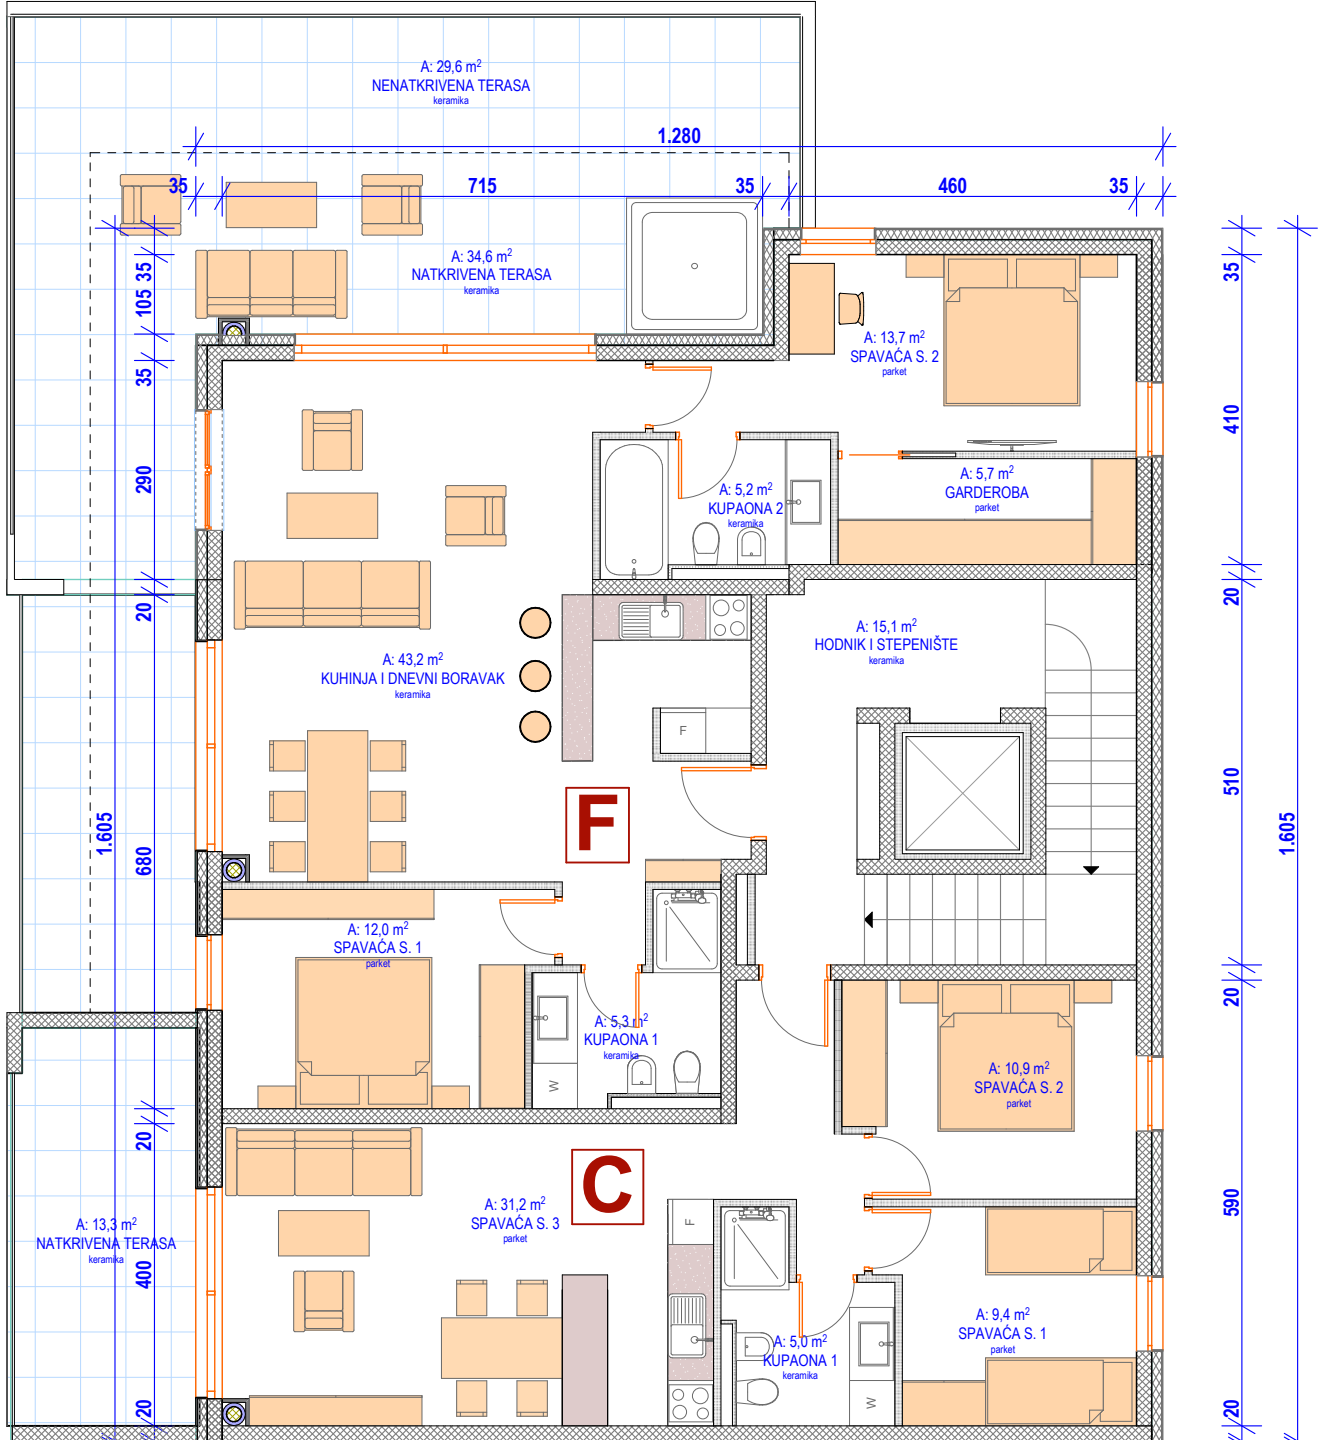 A: 29,6 m²
NENATKRIVENA TERASA
keramika
1.280
35
715
35
460
35
A: 34,6 m²
NATKRIVENA TERASA
keramika
35
105
35
290
20
1.605
680
20
400
20
35
410
20
510
1.605
20
590
20
A: 13,7 m²
SPAVAĆA S. 2
parket
A: 5,7 m²
GARDEROBA
parket
A: 5,2 m²
KUPAONA 2
keramika
A: 15,1 m²
HODNIK I STEPENIŠTE
keramika
A: 43,2 m²
KUHINJA I DNEVNI BORAVAK
keramika
F
F
A: 12,0 m²
SPAVAĆA S. 1
parket
A: 5,3 m²
KUPAONA 1
keramika
W
A: 10,9 m²
SPAVAĆA S. 2
parket
C
A: 31,2 m²
SPAVAĆA S. 3
parket
F
A: 13,3 m²
NATKRIVENA TERASA
keramika
A: 9,4 m²
SPAVAĆA S. 1
parket
A: 5,0 m²
KUPAONA 1
keramika
W